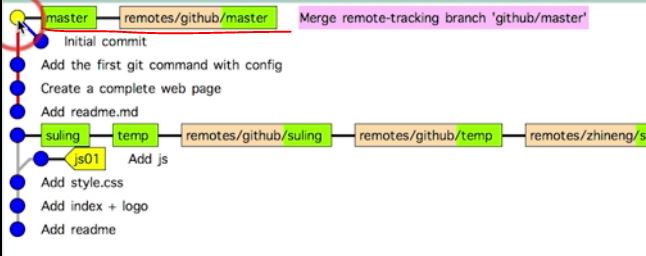 master remotes/github/master Merge remote-tracking branch 'github/master'
Initial commit
Add the first git command with config
Create a complete web page
Add readme.md
suling temp remotes/github/suling remotes/github/temp remotes/zhineng/s
js01 Add js
Add style.css
Add index + logo
Add readme